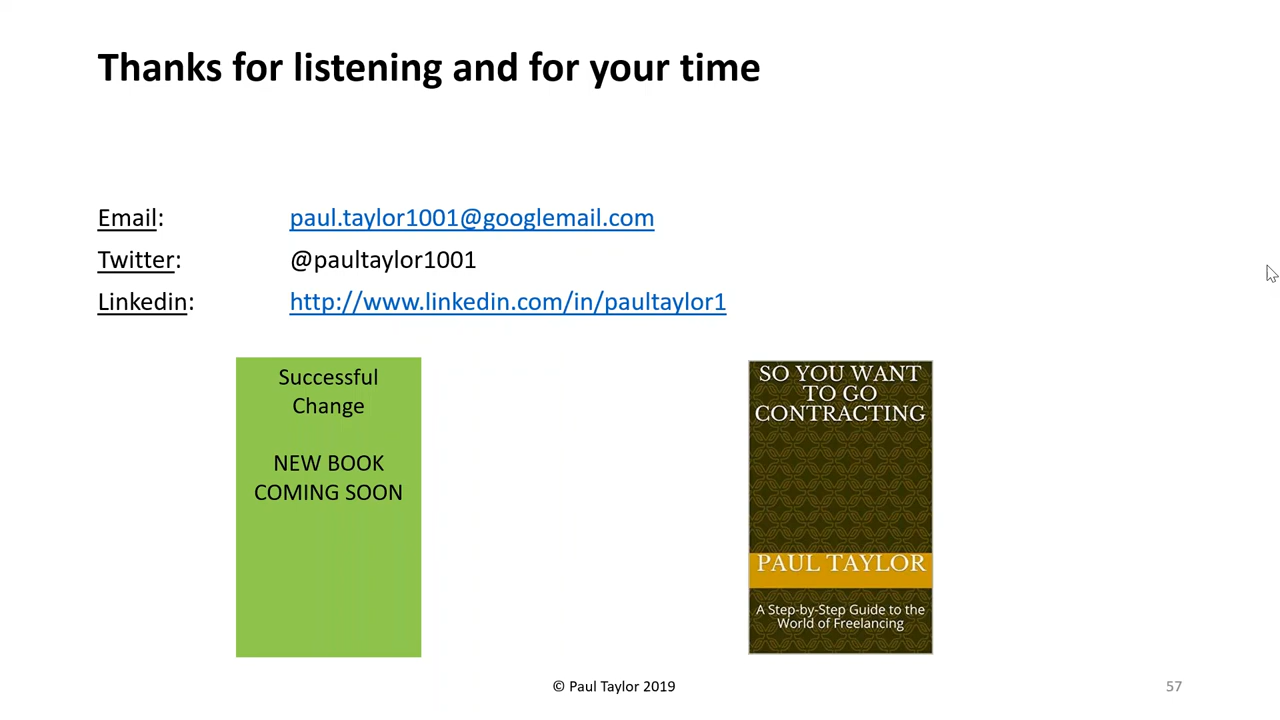 Thanks for listening and for your time
Email: paul.taylor1001@googlemail.com
Twitter: @paultaylor1001
Linkedin: http://www.linkedin.com/in/paultaylor1
Successful
Change
NEW BOOK
COMING SOON
SO YOU WANT
TO GO
CONTRACTING
PAUL TAYLOR
A Step-by-Step Guide to the
World of Freelancing
© Paul Taylor 2019
57